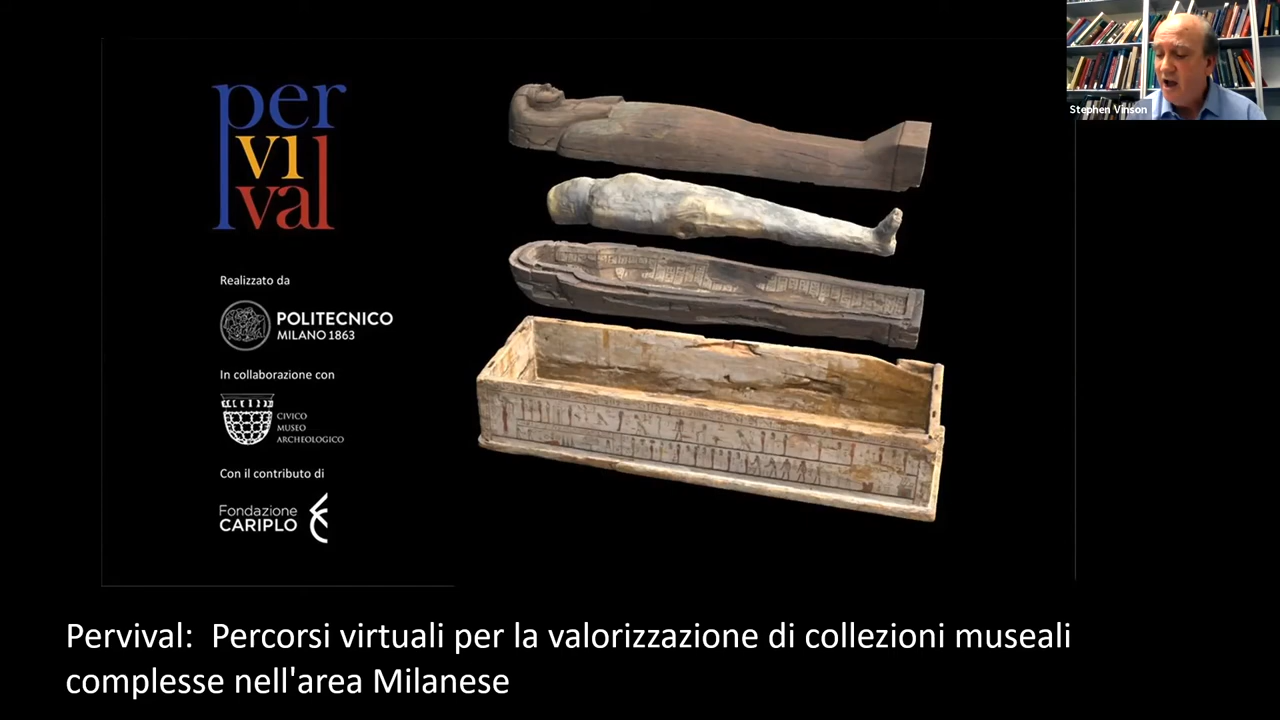 per
vi
val
Realizzato da
POLITECNICO
MILANO 1863
In collaborazione con
CIVICO
MUSEO
ARCHEOLOGICO
Con il contributo di
Fondazione
CARIPLO
Stephen Vinson
Pervival:  Percorsi virtuali per la valorizzazione di collezioni museali
complesse nell'area Milanese